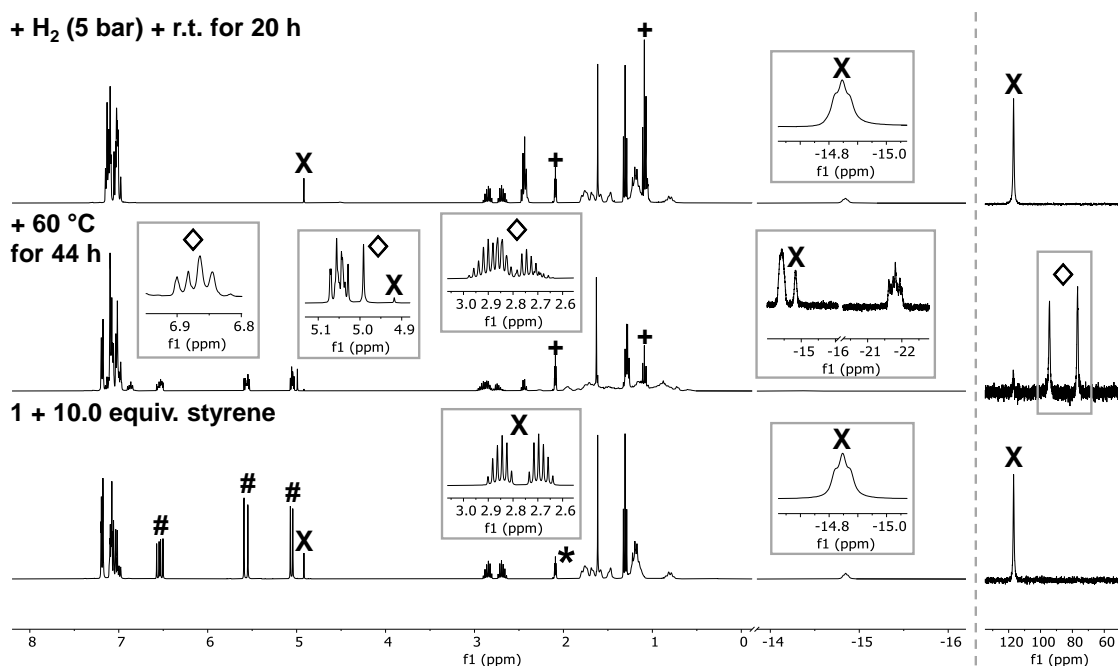 + H₂ (5 bar) + r.t. for 20 h
+
X
X
X
+
-14.8 -15.0
f1 (ppm)
+ 60 °C
for 44 h
◇
6.9 6.8
f1 (ppm)
◇
X
5.1 5.0 4.9
f1 (ppm)
◇
3.0 2.9 2.8 2.7 2.6
f1 (ppm)
X
-15 -16 -21 -22
f1 (ppm)
◇
+
+
1 + 10.0 equiv. styrene
X
3.0 2.9 2.8 2.7 2.6
f1 (ppm)
X
-14.8 -15.0
f1 (ppm)
X
#
#
#
X
*
8 7 6 5 4 3 2 1 0 -14 -15 -16 120 100 80 60
f1 (ppm) f1 (ppm)